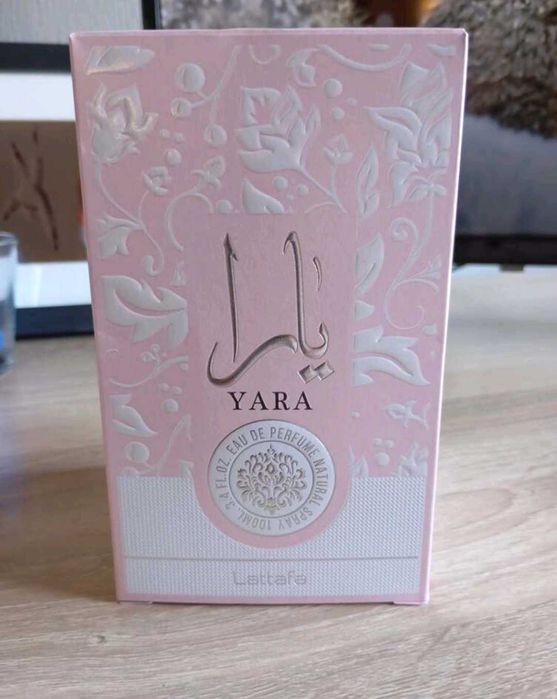 يارا
YARA
EAU DE PERFUME NATURAL SPRAY 100ML. 3.4 FL.OZ.
Lattafa